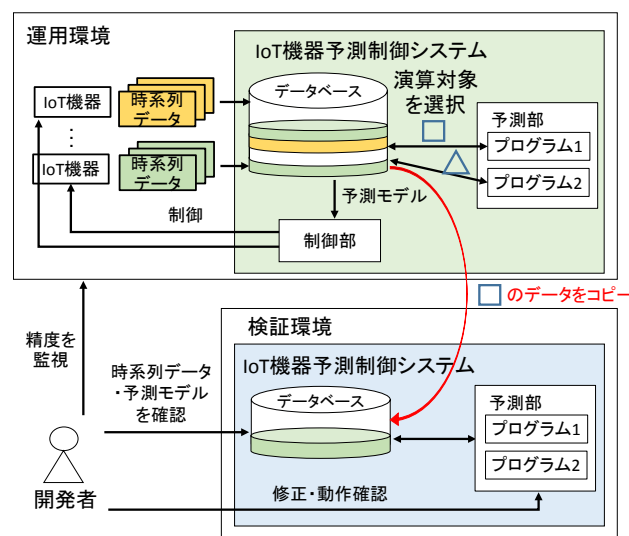 運用環境
IoT機器予測制御システム
IoT機器
⋮
IoT機器
時系列
データ
時系列
データ
データベース
演算対象
を選択
予測部
プログラム1
プログラム2
予測モデル
制御
制御部
のデータをコピー
検証環境
IoT機器予測制御システム
データベース
予測部
プログラム1
プログラム2
精度を
監視
時系列データ
・予測モデル
を確認
開発者
修正・動作確認